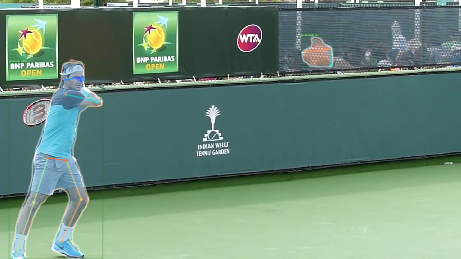 BNP PARIBAS
OPEN
BNP PARIBAS
OPEN
WTA
INDIAN WELLS
TENNIS GARDEN